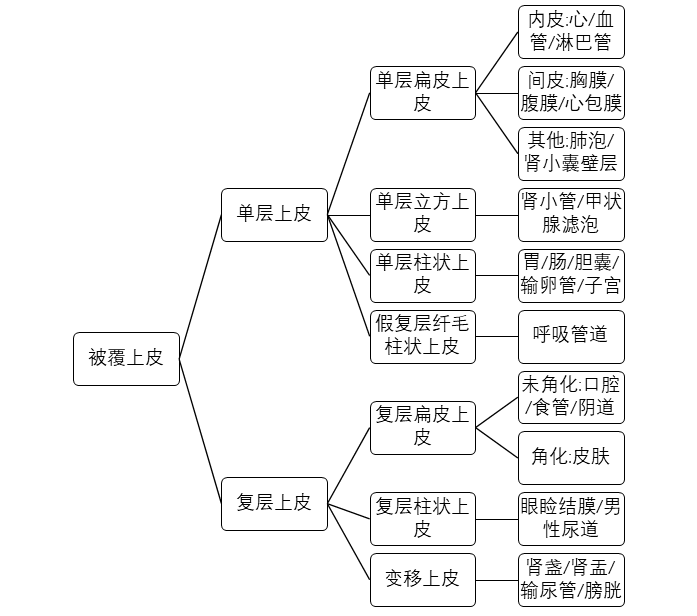 内皮:心/血
管/淋巴管
单层扁皮上
皮
间皮:胸膜/
腹膜/心包膜
其他:肺泡/
肾小囊壁层
单层上皮
单层立方上
皮
肾小管/甲状
腺滤泡
单层柱状上
皮
胃/肠/胆囊/
输卵管/子宫
假复层纤毛
柱状上皮
呼吸管道
被覆上皮
复层扁皮上
皮
未角化:口腔
/食管/阴道
角化:皮肤
复层上皮
复层柱状上
皮
眼睑结膜/男
性尿道
变移上皮
肾盏/肾盂/
输尿管/膀胱